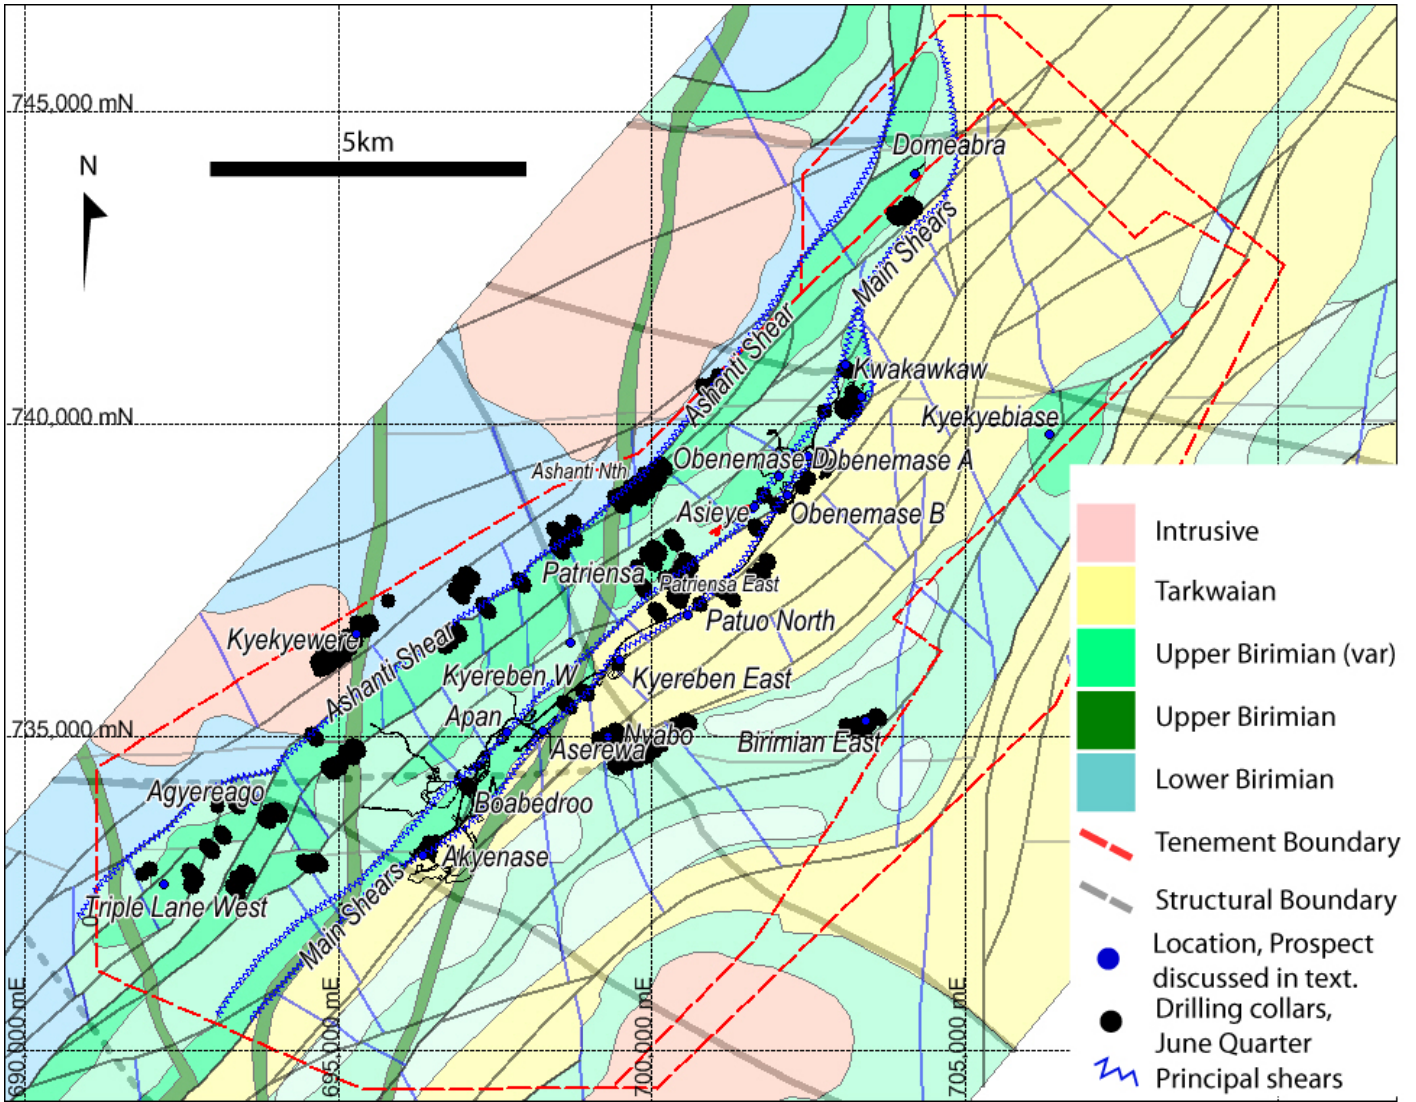 745,000 mN
5km
N
Domeabra
Main Shears
Ashanti Shear
Kwakawkaw
740,000 mN
Kyekyebiase
Ashanti Nth
Obenemase D
Obenemase A
Asieye
Obenemase B
Patriensa
Patriensa East
Patuo North
Kyekyewere
Ashanti Shear
Kyereben W
Kyereben East
Apan
735,000 mN
Nyabo
Aserewa
Birimian East
Agyereago
Boabedroo
Akyenase
Triple Lane West
Main Shears
690,000 mE
695,000 mE
700,000 mE
705,000 mE
Intrusive
Tarkwaian
Upper Birimian (var)
Upper Birimian
Lower Birimian
Tenement Boundary
Structural Boundary
Location, Prospect
discussed in text.
Drilling collars,
June Quarter
Principal shears